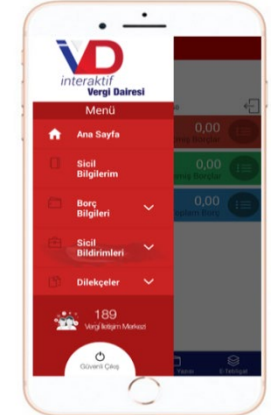 VD
interaktif
Vergi Dairesi
Menü
Ana Sayfa
Sicil
Bilgilerim
Borç
Bilgileri
Sicil
Bildirimleri
Dilekçeler
189
Vergi İletişim Merkezi
Güvenli Çıkış
0,00
0,00
0,00
E-Tebligat